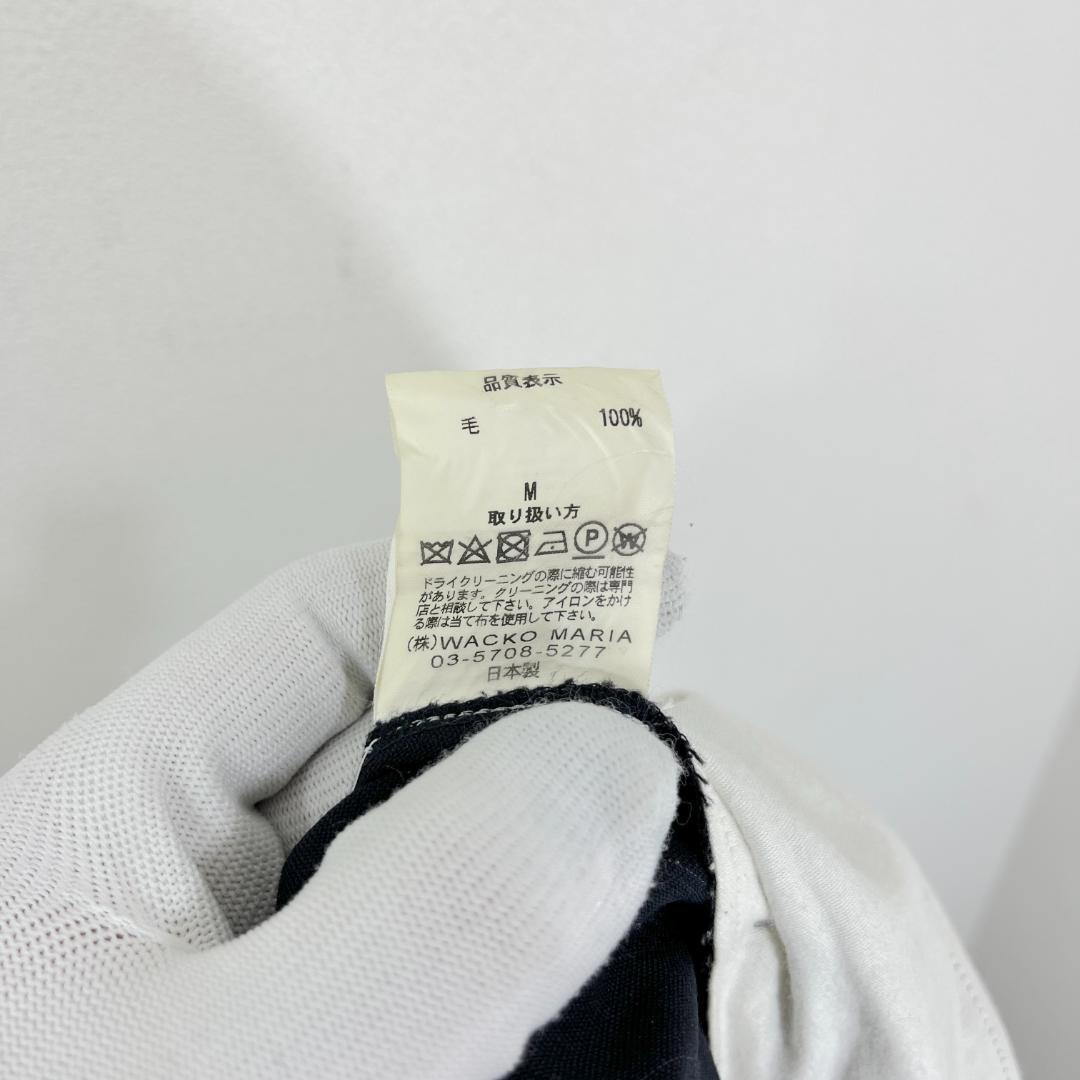 品質表示
毛 100%
M
取り扱い方
P W
ドライクリーニングの際に縮む可能性
があります。クリーニングの際は専門
店と相談して下さい。アイロンをかけ
る際は当て布を使用して下さい。
(株)WACKO MARIA
03-5708-5277
日本製